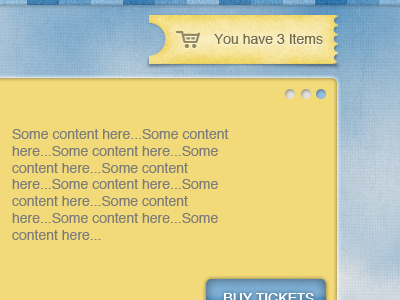 You have 3 Items
Some content here...Some content
here...Some content here...Some
content here...Some content
here...Some content here...Some
content here...Some content
here...Some content here...Some
content here...
BUY TICKETS